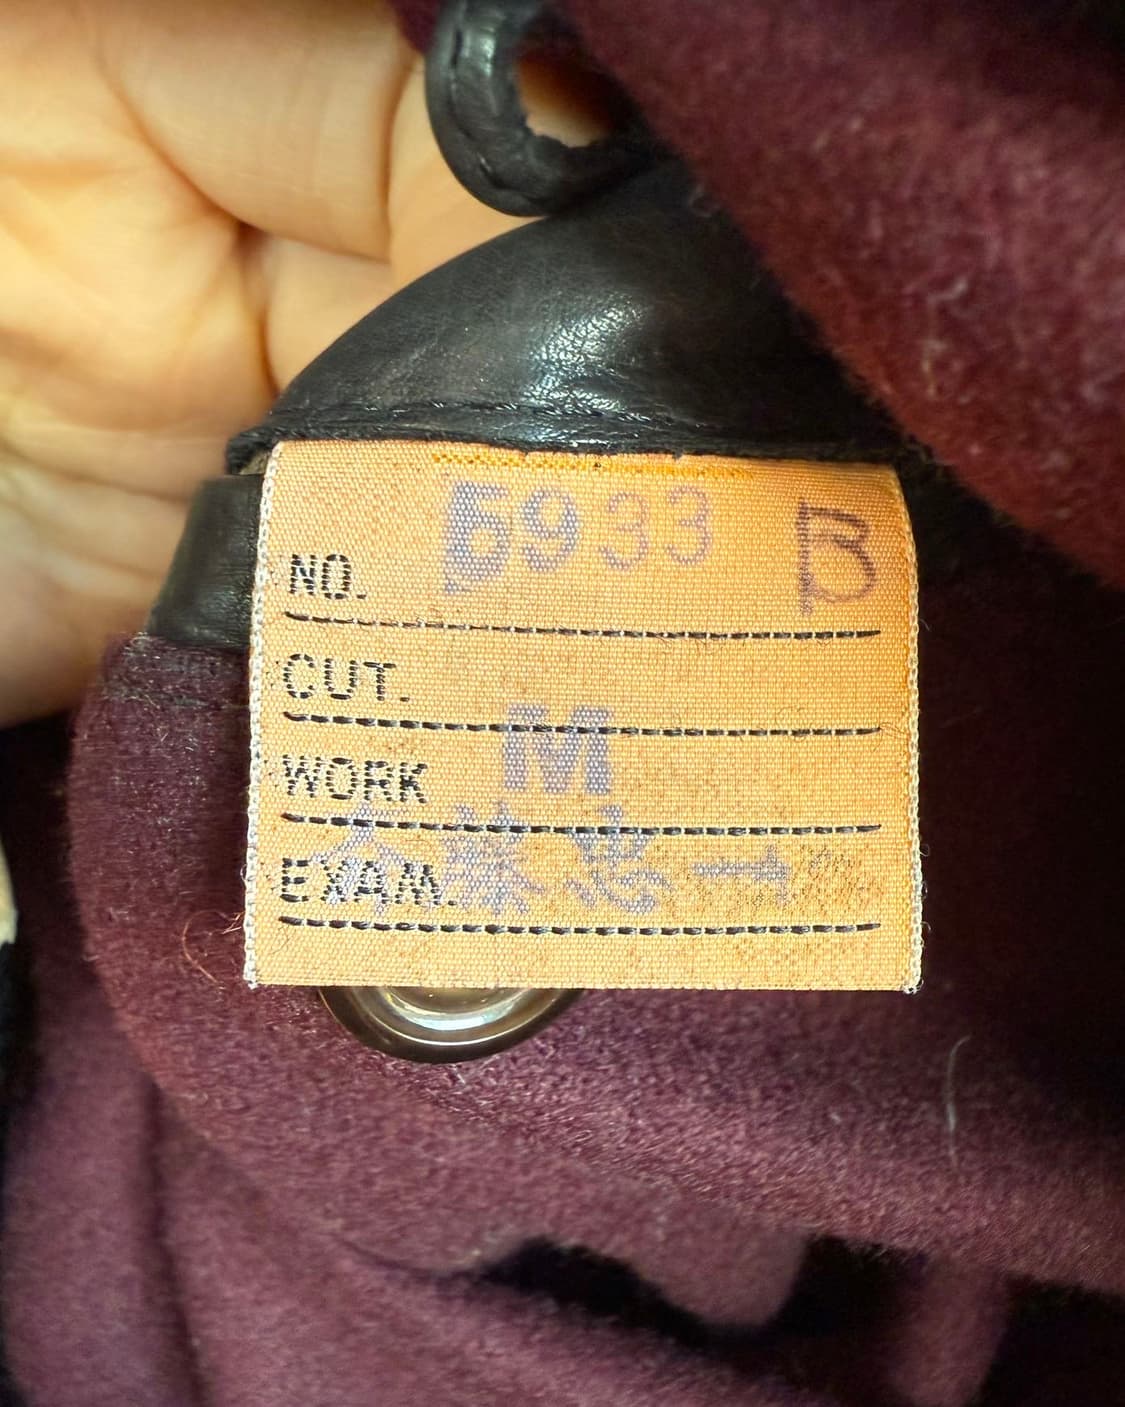 NO. 5933 B
CUT.
WORK M
EXAM.